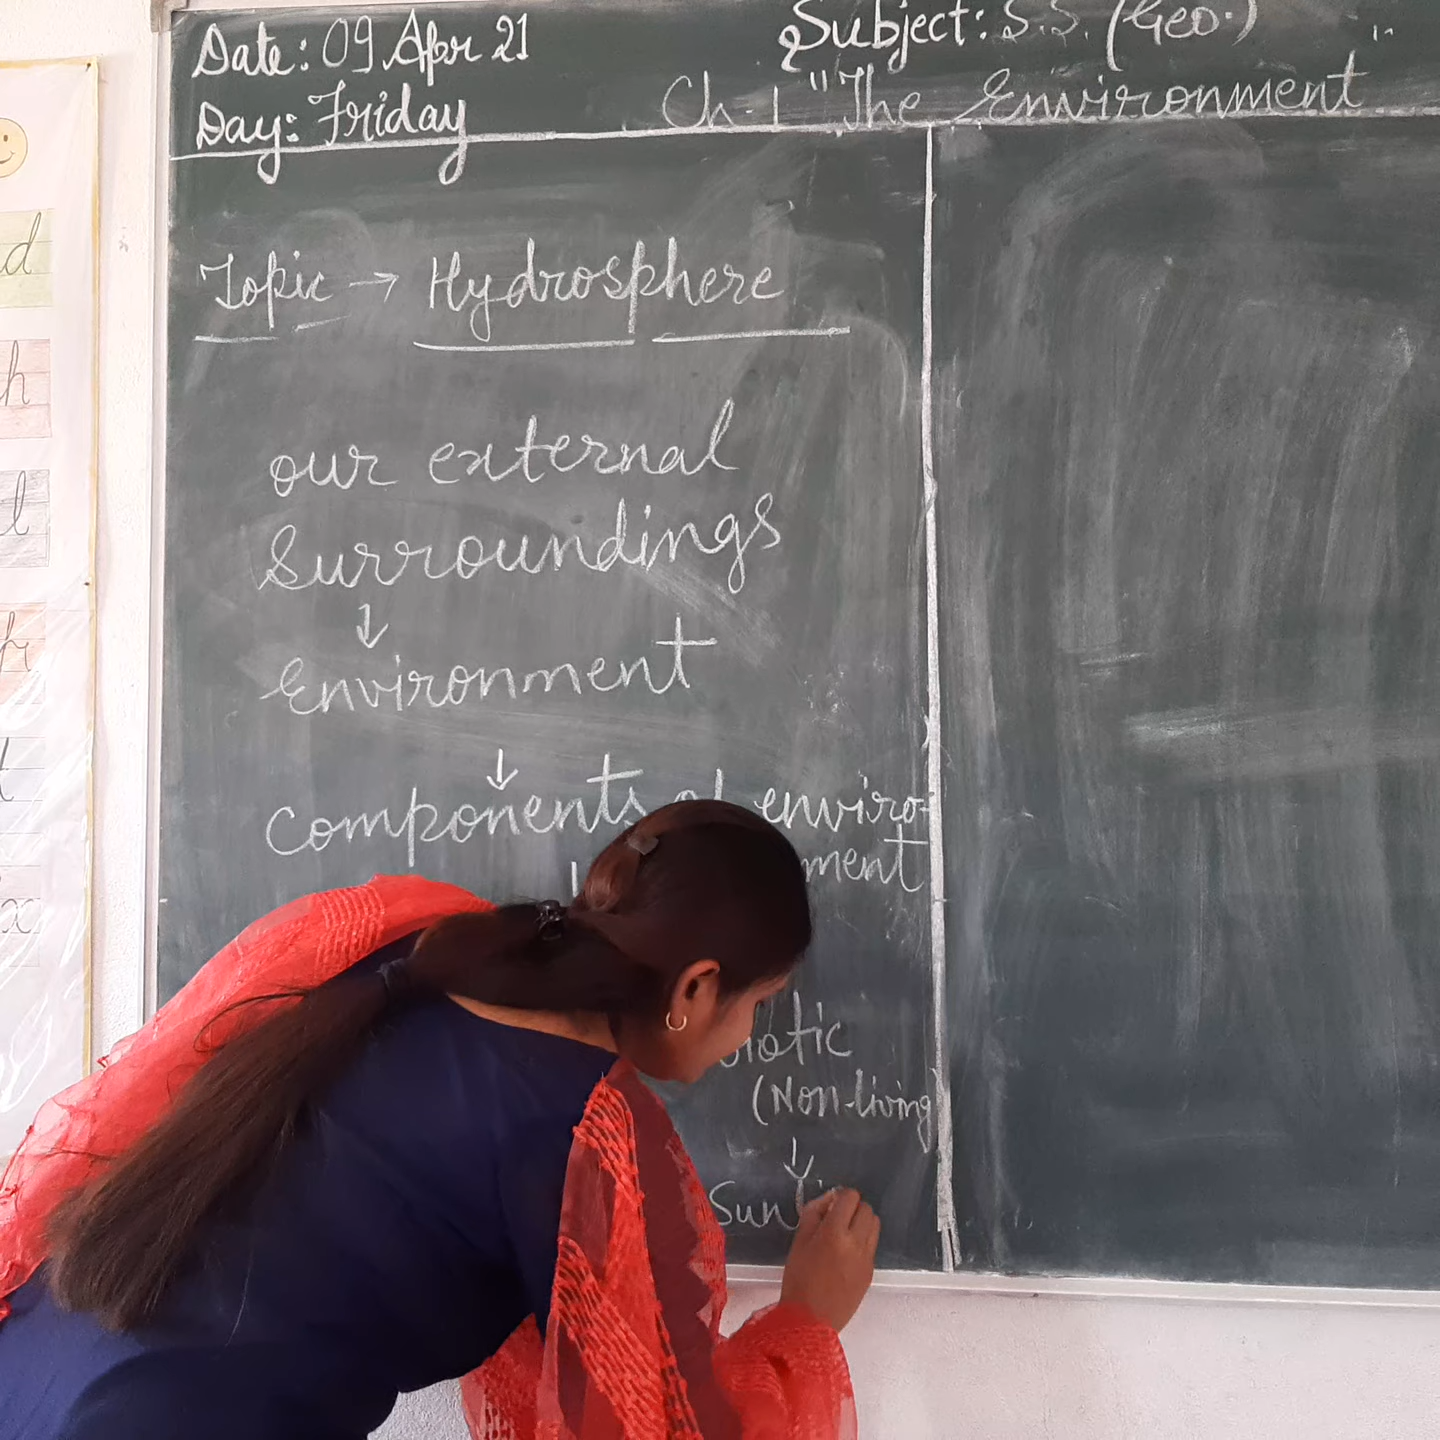 Date: 09 Apr 21
Subject: S.S. (Geo.)
Day: Friday
Ch-1 "The Environment"
Topic → Hydrosphere
our external
Surroundings
↓
Environment
↓
Components of enviro-
ment
(Non-living)
↓
d
h
l
t
x